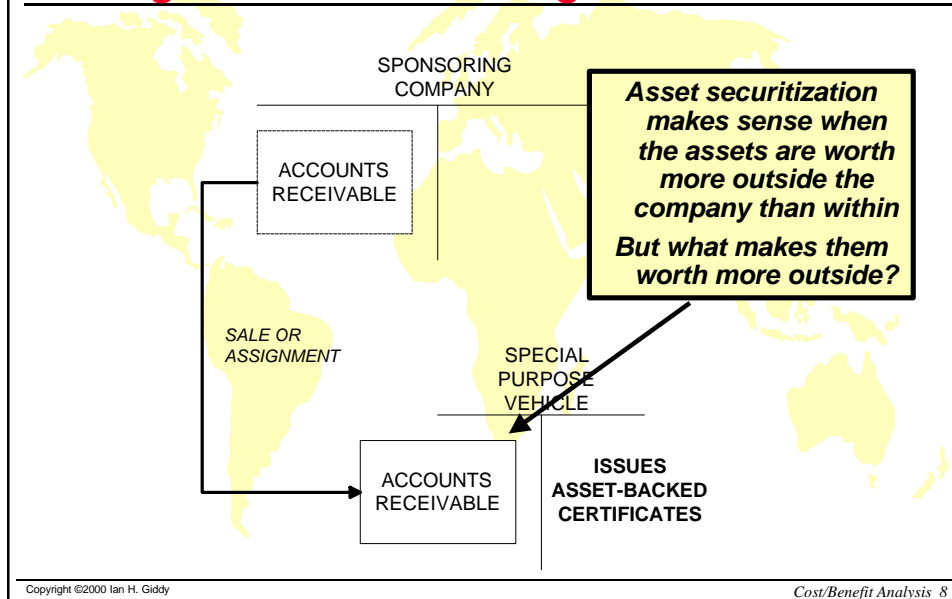 SPONSORING
COMPANY
Asset securitization
makes sense when
the assets are worth
more outside the
company than within
But what makes them
worth more outside?
ACCOUNTS
RECEIVABLE
SALE OR
ASSIGNMENT
SPECIAL
PURPOSE
VEHICLE
ACCOUNTS
RECEIVABLE
ISSUES
ASSET-BACKED
CERTIFICATES
Copyright ©2000 Ian H. Giddy
Cost/Benefit Analysis 8